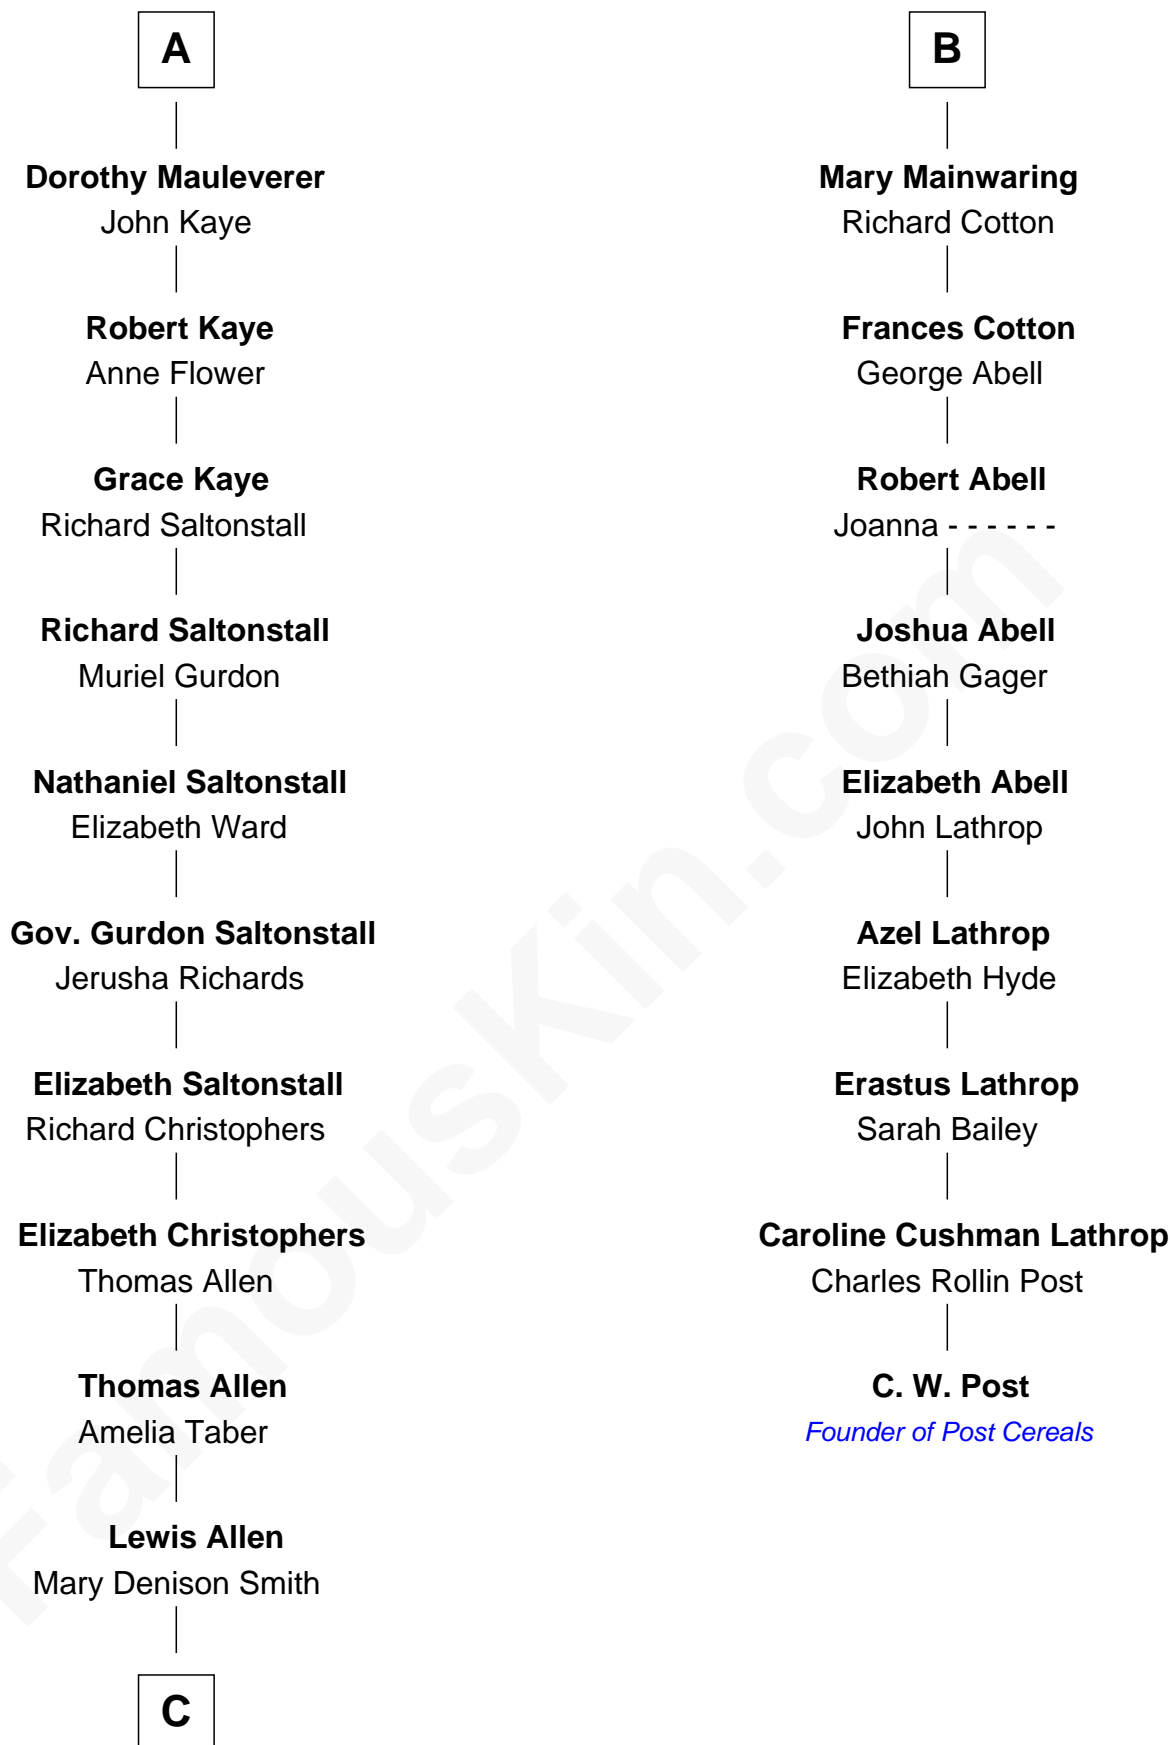 A
Dorothy Mauleverer
John Kaye
Robert Kaye
Anne Flower
Grace Kaye
Richard Saltonstall
Richard Saltonstall
Muriel Gurdon
Nathaniel Saltonstall
Elizabeth Ward
Gov. Gurdon Saltonstall
Jerusha Richards
Elizabeth Saltonstall
Richard Christophers
Elizabeth Christophers
Thomas Allen
Thomas Allen
Amelia Taber
Lewis Allen
Mary Denison Smith
C
B
Mary Mainwaring
Richard Cotton
Frances Cotton
George Abell
Robert Abell
Joanna - - - - - -
Joshua Abell
Bethiah Gager
Elizabeth Abell
John Lathrop
Azel Lathrop
Elizabeth Hyde
Erastus Lathrop
Sarah Bailey
Caroline Cushman Lathrop
Charles Rollin Post
C. W. Post
Founder of Post Cereals
FamousKin.com